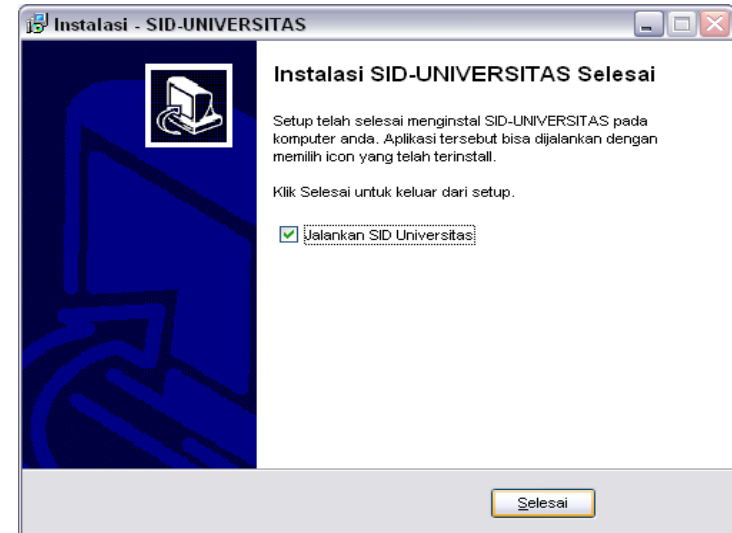 Instalasi - SID-UNIVERSITAS
Instalasi SID-UNIVERSITAS Selesai
Setup telah selesai menginstal SID-UNIVERSITAS pada
komputer anda. Aplikasi tersebut bisa dijalankan dengan
memilih icon yang telah terinstall.
Klik Selesai untuk keluar dari setup.
Jalankan SID Universitas
Selesai